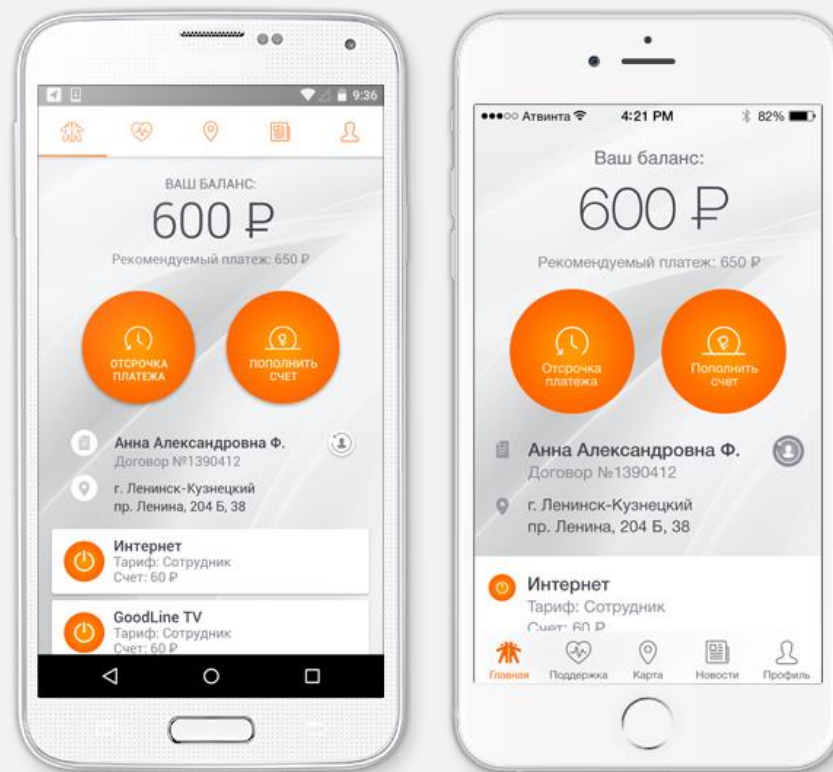 9:36
ВАШ БАЛАНС:
600 ₽
Рекомендуемый платеж: 650 ₽
ОТСРОЧКА
ПЛАТЕЖА
ПОПОЛНИТЬ
СЧЕТ
Анна Александровна Ф.
Договор №1390412
г. Ленинск-Кузнецкий
пр. Ленина, 204 Б, 38
Интернет
Тариф: Сотрудник
Счет: 60 ₽
GoodLine TV
Тариф: Сотрудник
Счет: 60 ₽
Атвинта 4:21 PM 82%
Ваш баланс:
600 ₽
Рекомендуемый платеж: 650 ₽
Отсрочка
платежа
Пополнить
счет
Анна Александровна Ф.
Договор №1390412
г. Ленинск-Кузнецкий
пр. Ленина, 204 Б, 38
Интернет
Тариф: Сотрудник
Счет: 60 ₽
Главная Поддержка Карта Новости Профиль